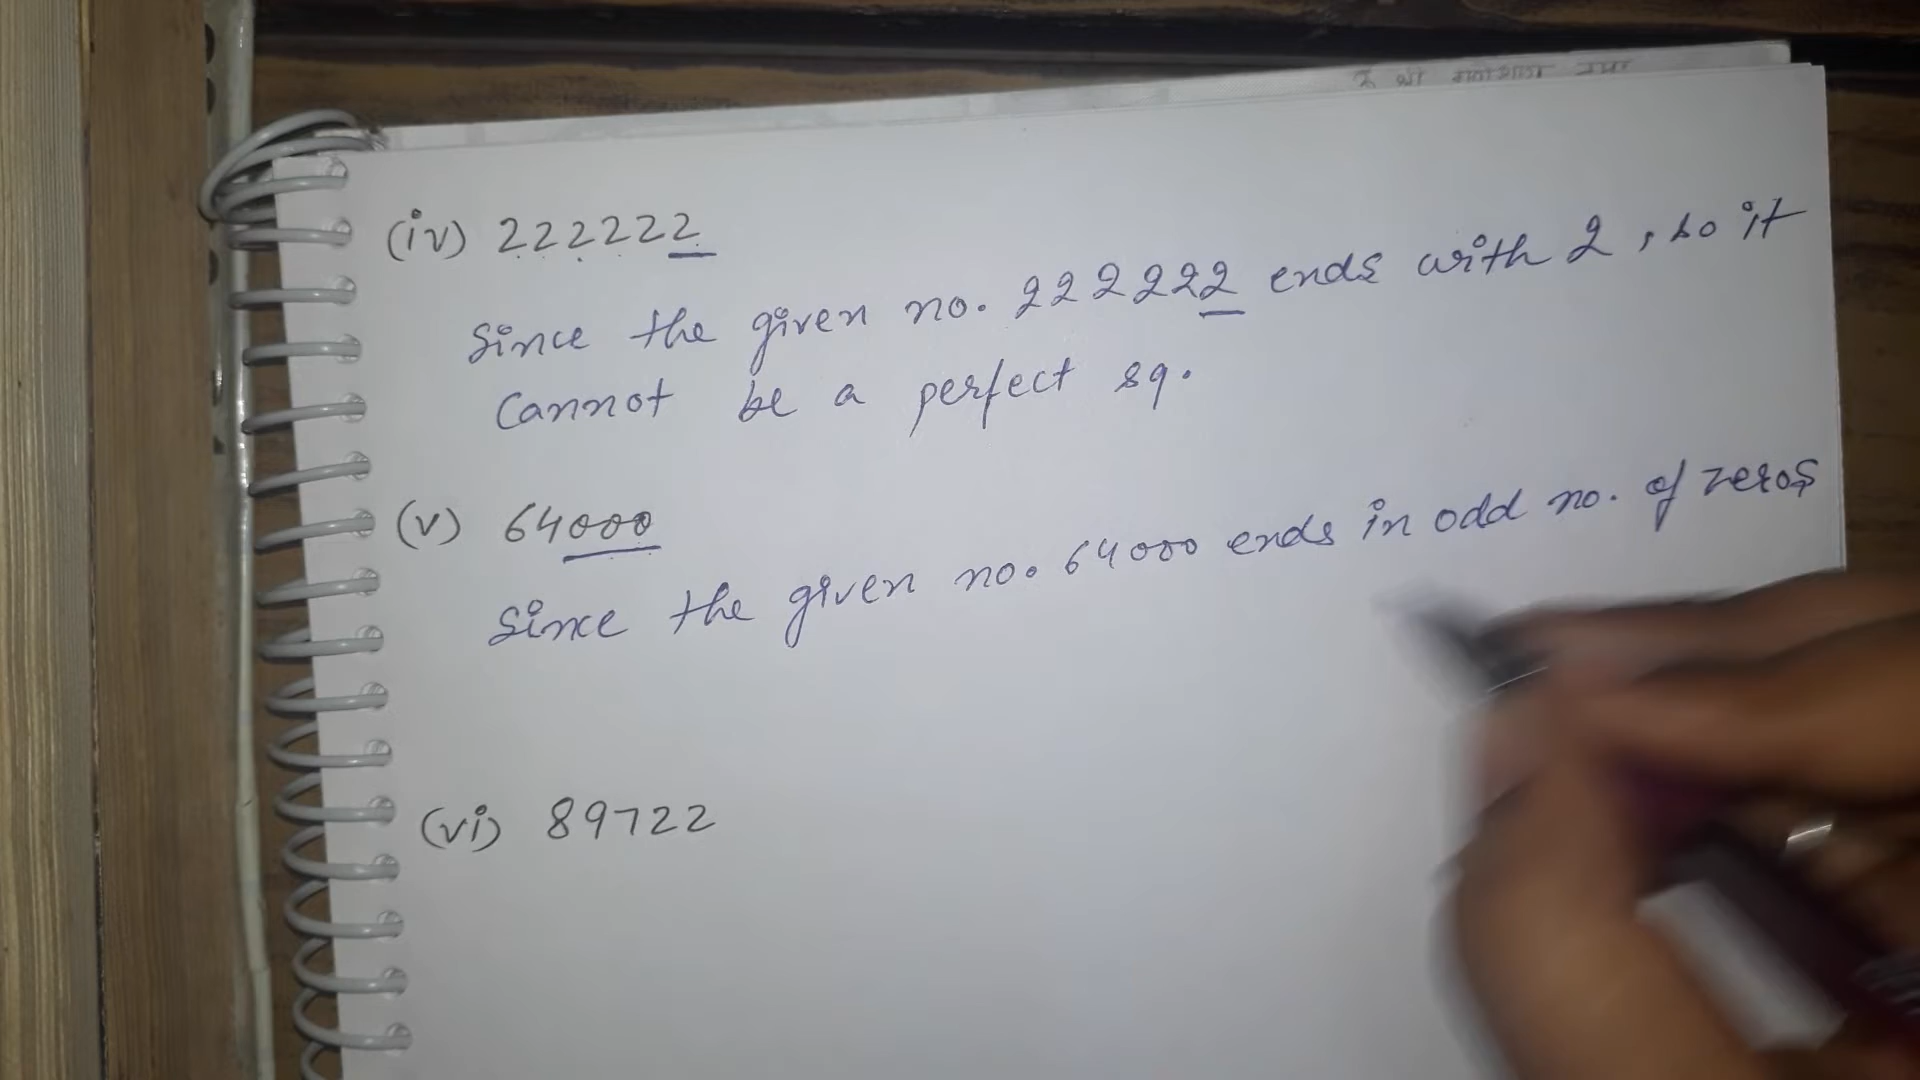 (iv) 222222
Since the given no. 222222 ends with 2, so it
cannot be a perfect sq.
(v) 64000
Since the given no. 64000 ends in odd no. of zeros
(vi) 89722